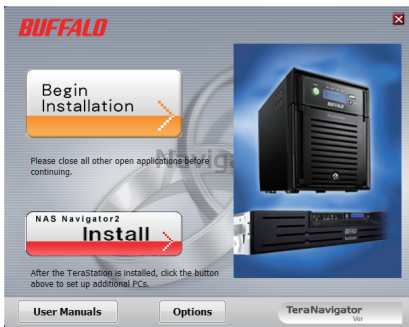 BUFFALO
Begin
Installation
Please close all other open applications before
continuing.
NAS Navigator2
Install
After the TeraStation is installed, click the button
above to set up additional PCs.
User Manuals
Options
TeraNavigator
Ver